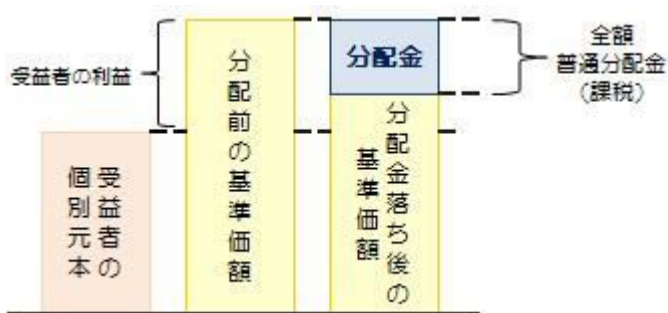 受益者の利益
受益者の
個別元本
分配前の基準価額
分配金
分配金落ち後の
基準価額
全額
普通分配金
(課税)